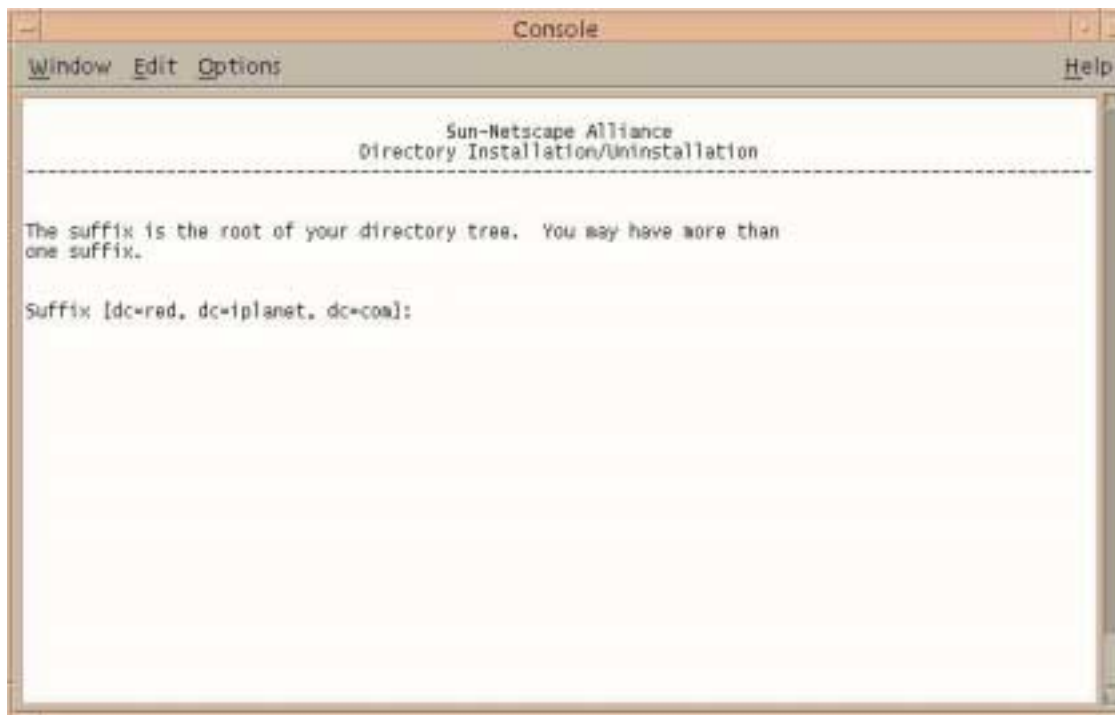 Console
Window Edit Options Help
Sun-Netscape Alliance
Directory Installation/Uninstallation
The suffix is the root of your directory tree. You may have more than
one suffix.
Suffix [dc=red, dc=iplanet, dc=com]: